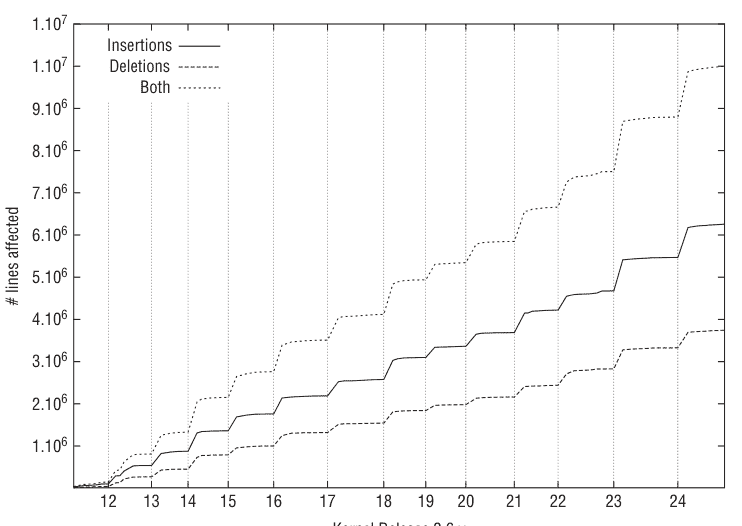 1.10⁷
1.10⁷
9.10⁶
8.10⁶
7.10⁶
6.10⁶
5.10⁶
4.10⁶
3.10⁶
2.10⁶
1.10⁶
Insertions
Deletions
Both
# lines affected
12 13 14 15 16 17 18 19 20 21 22 23 24
Kernel Release